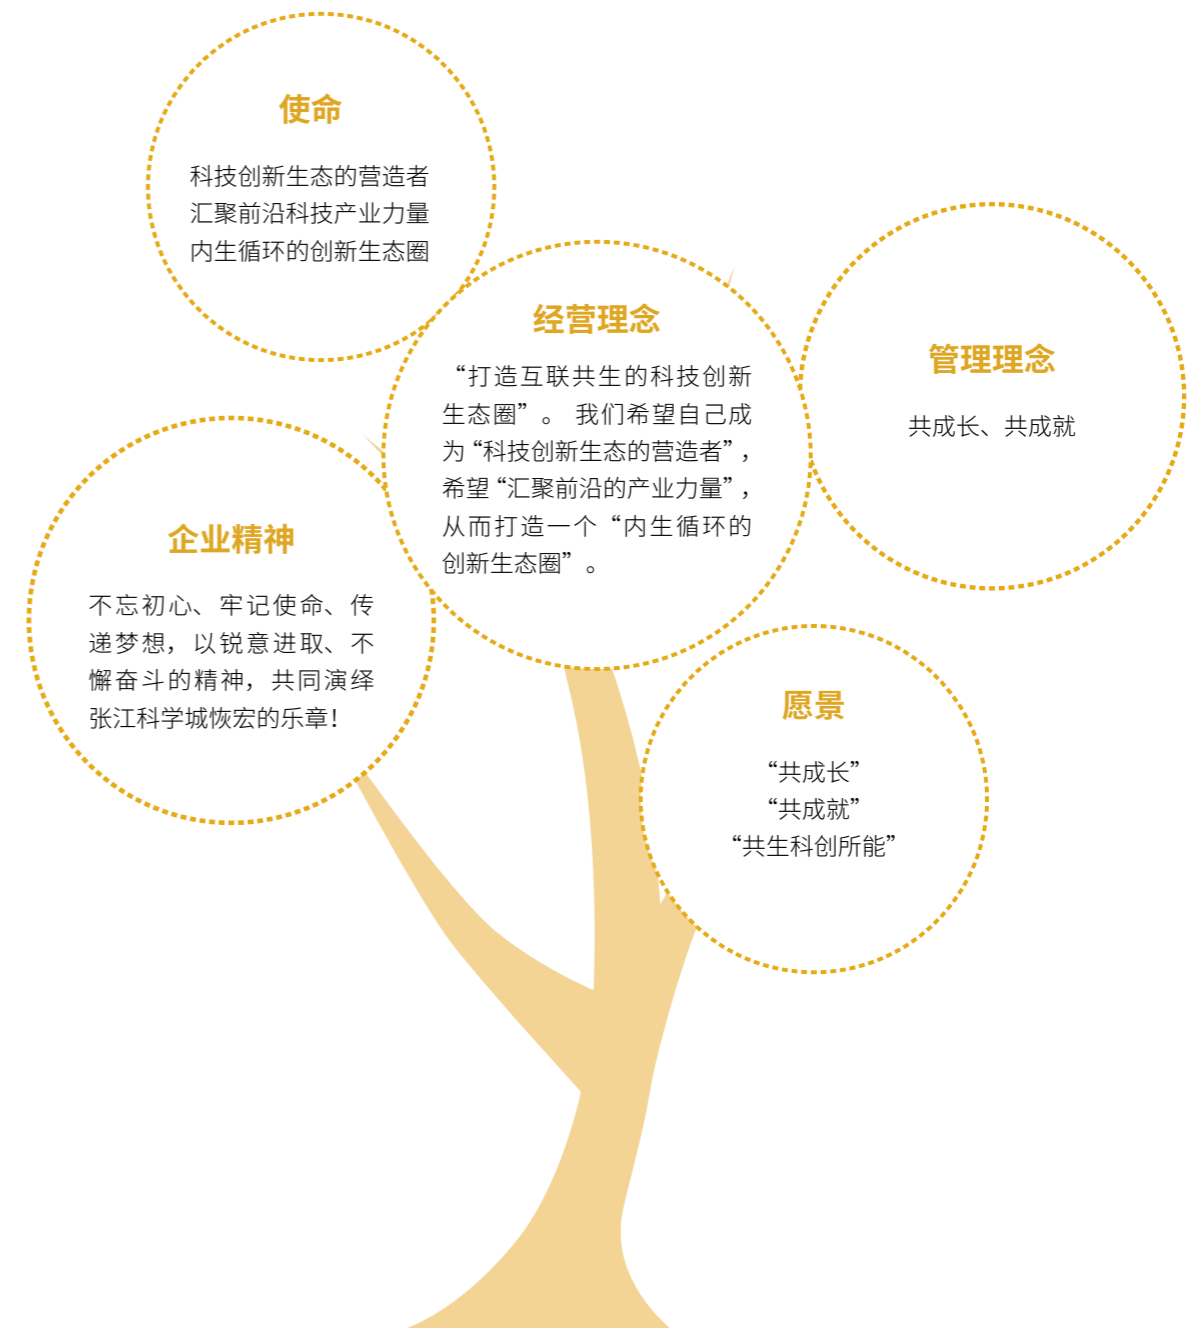 使命
科技创新生态的营造者
汇聚前沿科技产业力量
内生循环的创新生态圈
经营理念
“打造互联共生的科技创新
生态圈”。 我们希望自己成
为“科技创新生态的营造者”，
希望“汇聚前沿的产业力量”，
从而打造一个“内生循环的
创新生态圈”。
管理理念
共成长、共成就
企业精神
不忘初心、牢记使命、传
递梦想，以锐意进取、不
懈奋斗的精神，共同演绎
张江科学城恢宏的乐章！
愿景
“共成长”
“共成就”
“共生科创所能”